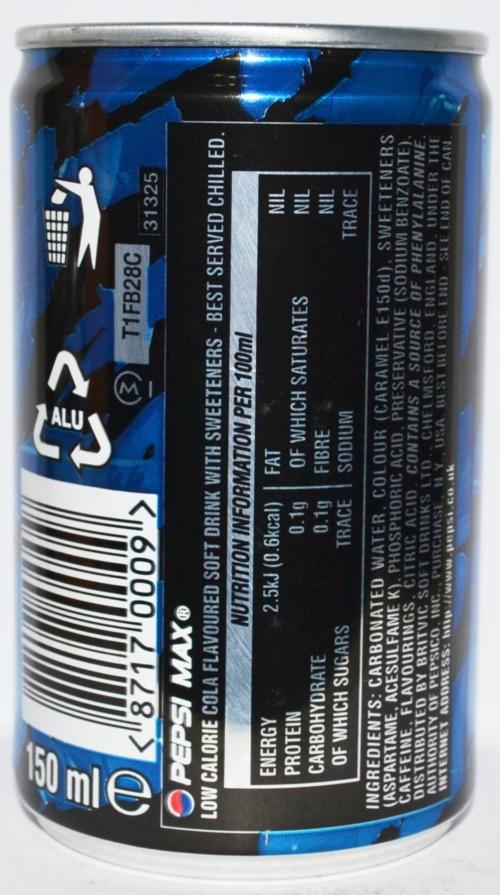 31325
T1FB28C
ALU
8717 0009 >
150 ml e
PEPSI MAX®
LOW CALORIE COLA FLAVOURED SOFT DRINK WITH SWEETENERS - BEST SERVED CHILLED.
NUTRITION INFORMATION PER 100ml
ENERGY 2.5kJ (0.6kcal) FAT NIL
PROTEIN 0.1g OF WHICH SATURATES NIL
CARBOHYDRATE 0.1g FIBRE NIL
OF WHICH SUGARS TRACE SODIUM TRACE
INGREDIENTS: CARBONATED WATER, COLOUR (CARAMEL E150d), SWEETENERS
(ASPARTAME, ACESULFAME K), PHOSPHORIC ACID, PRESERVATIVE (SODIUM BENZOATE),
CAFFEINE, FLAVOURINGS, CITRIC ACID. CONTAINS A SOURCE OF PHENYLALANINE.
DISTRIBUTED BY BRITVIC SOFT DRINKS LTD., CHELMSFORD, ENGLAND, UNDER THE
AUTHORITY OF PEPSICO INC., PURCHASE, N.Y., USA. BEST BEFORE END - SEE END OF CAN.
INTERNET ADDRESS: http://www.pepsi.co.uk